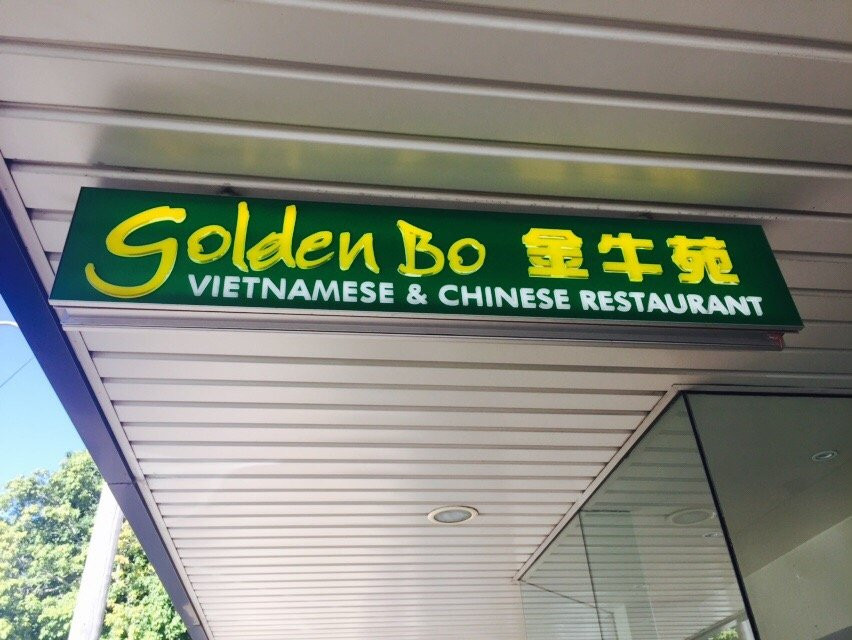 Golden Bo 金牛苑
VIETNAMESE & CHINESE RESTAURANT